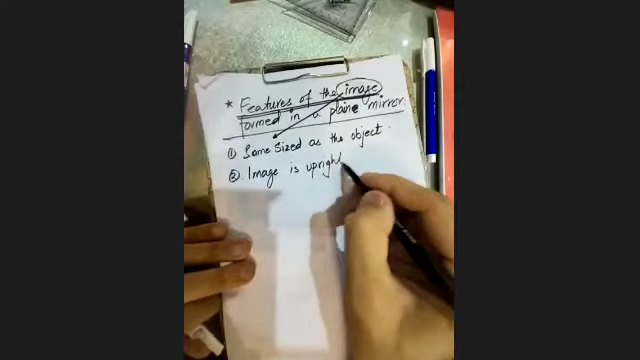 * Features of the image
formed in a plane mirror.
① Same sized as the object.
② Image is upright